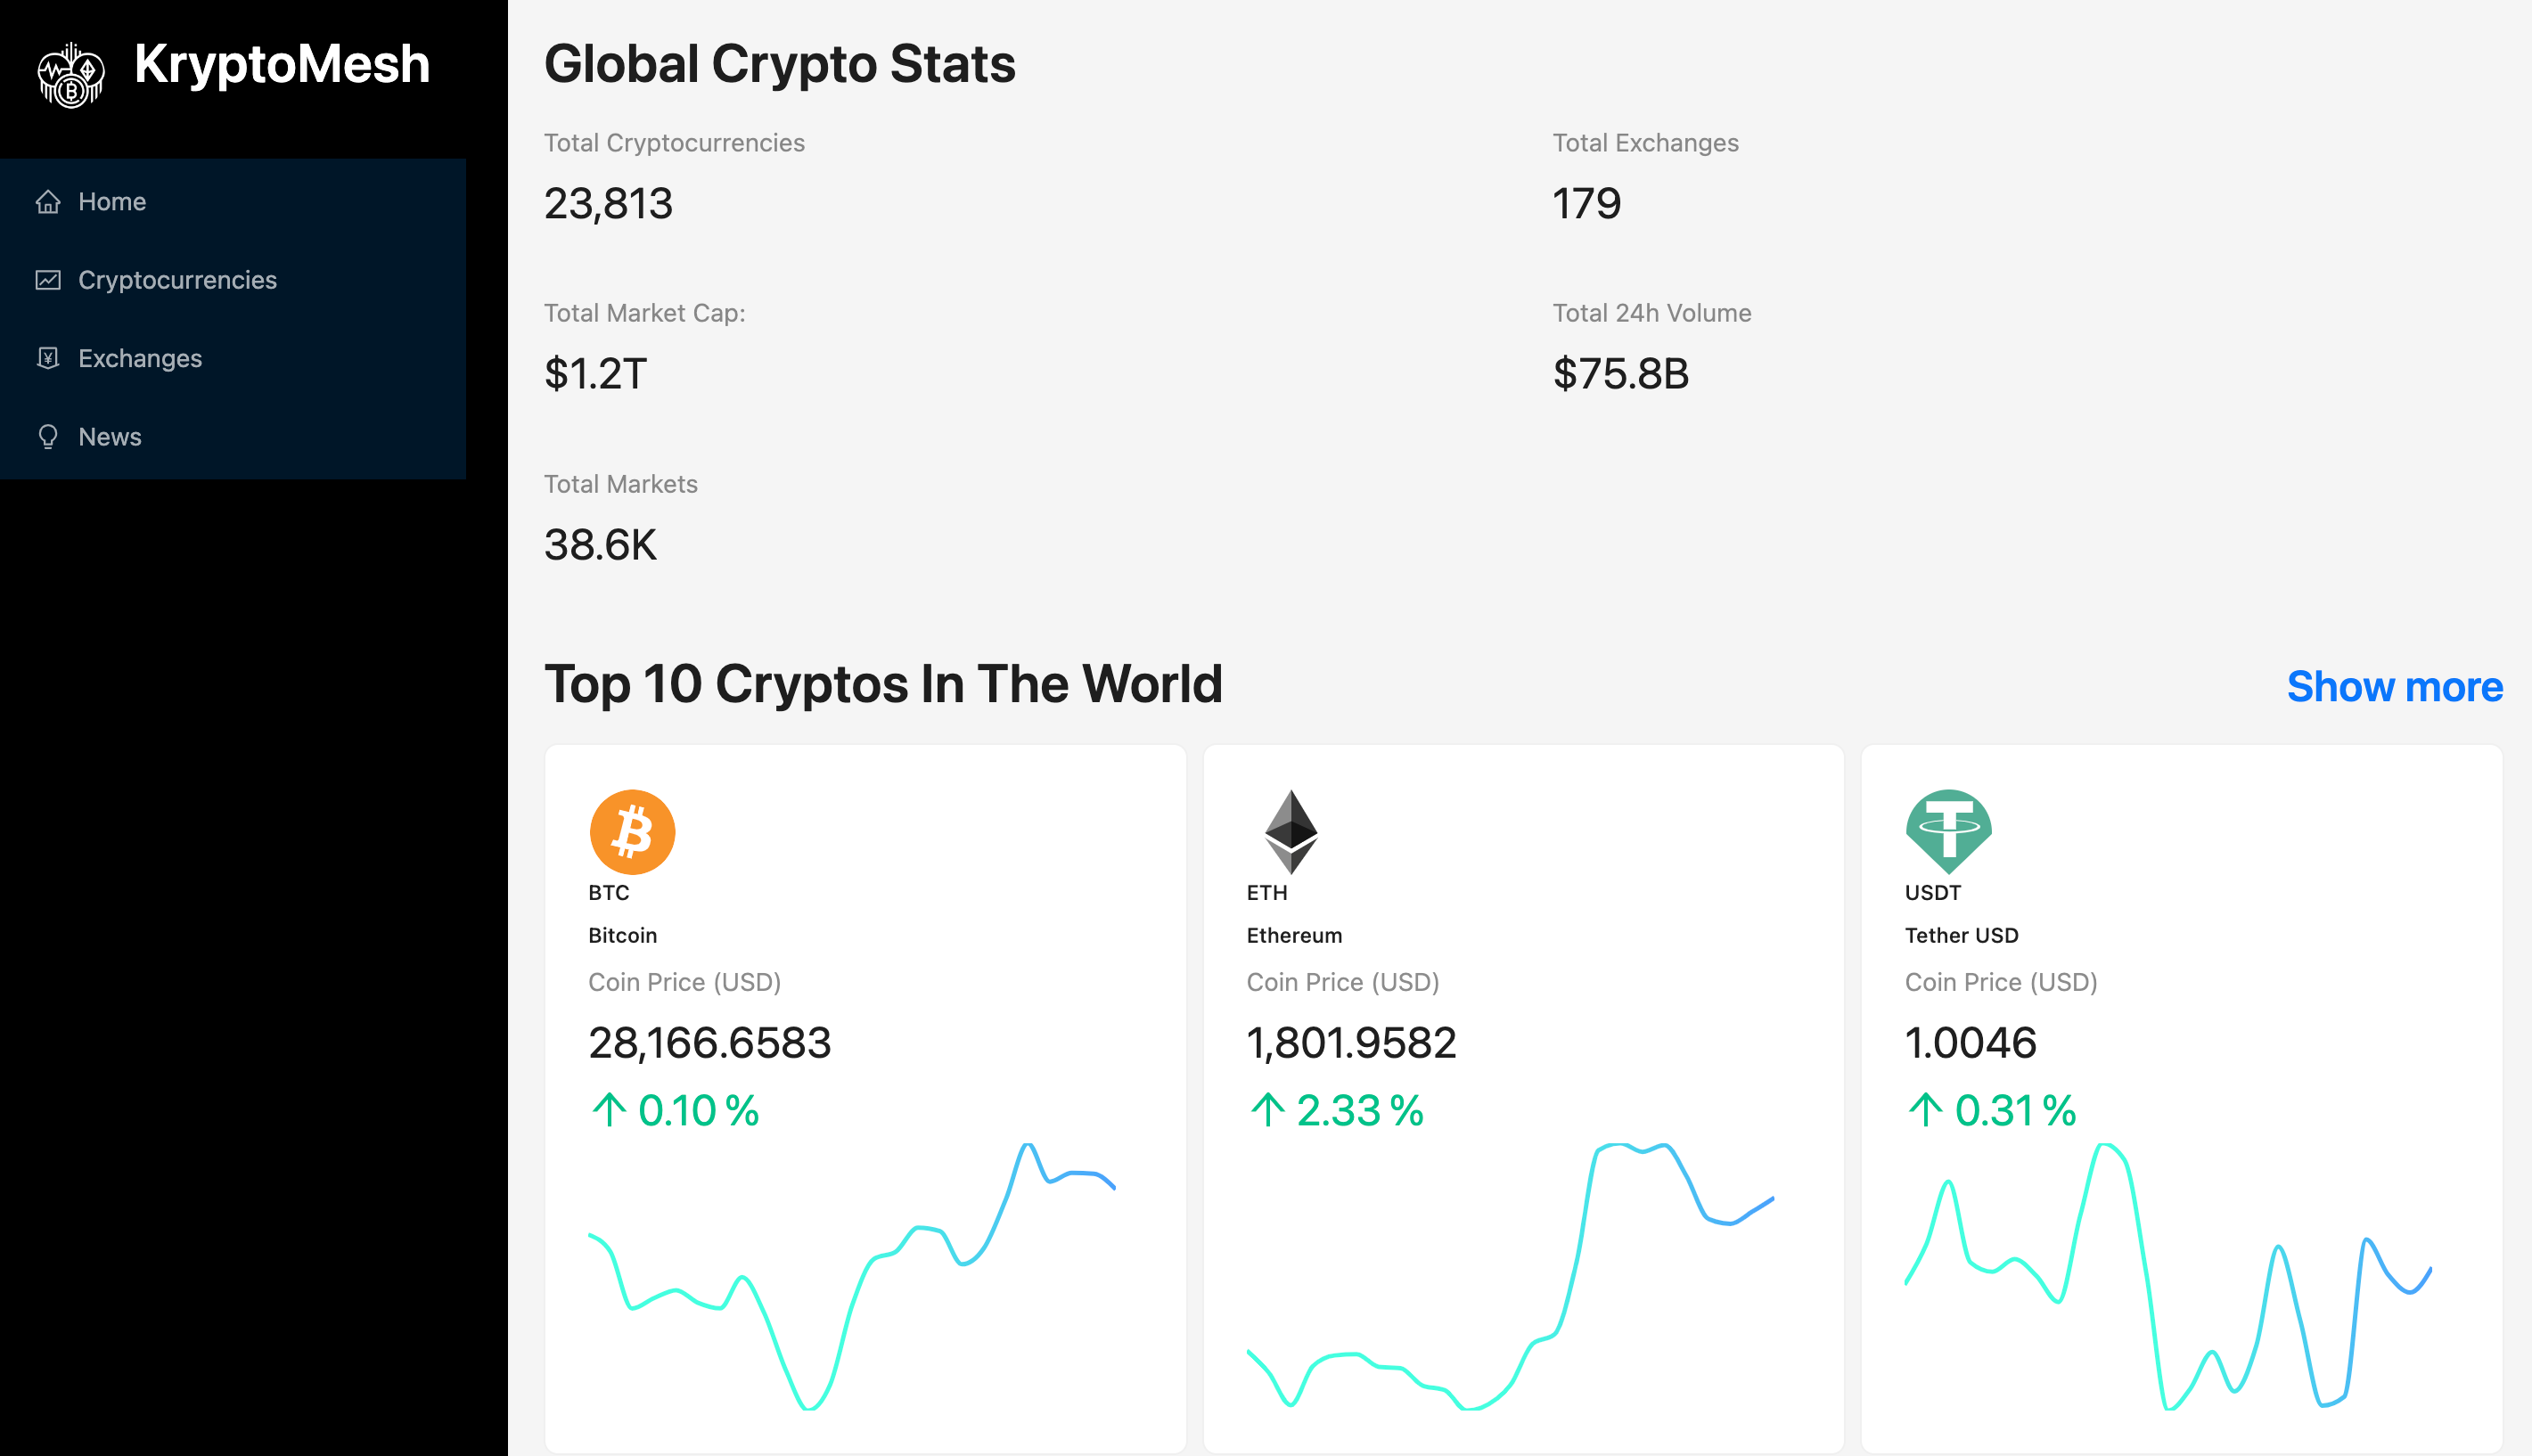 KryptoMesh
Home
Cryptocurrencies
Exchanges
News
Global Crypto Stats
Total Cryptocurrencies
23,813
Total Exchanges
179
Total Market Cap:
$1.2T
Total 24h Volume
$75.8B
Total Markets
38.6K
Top 10 Cryptos In The World
Show more
BTC
Bitcoin
Coin Price (USD)
28,166.6583
0.10 %
ETH
Ethereum
Coin Price (USD)
1,801.9582
2.33 %
USDT
Tether USD
Coin Price (USD)
1.0046
0.31 %